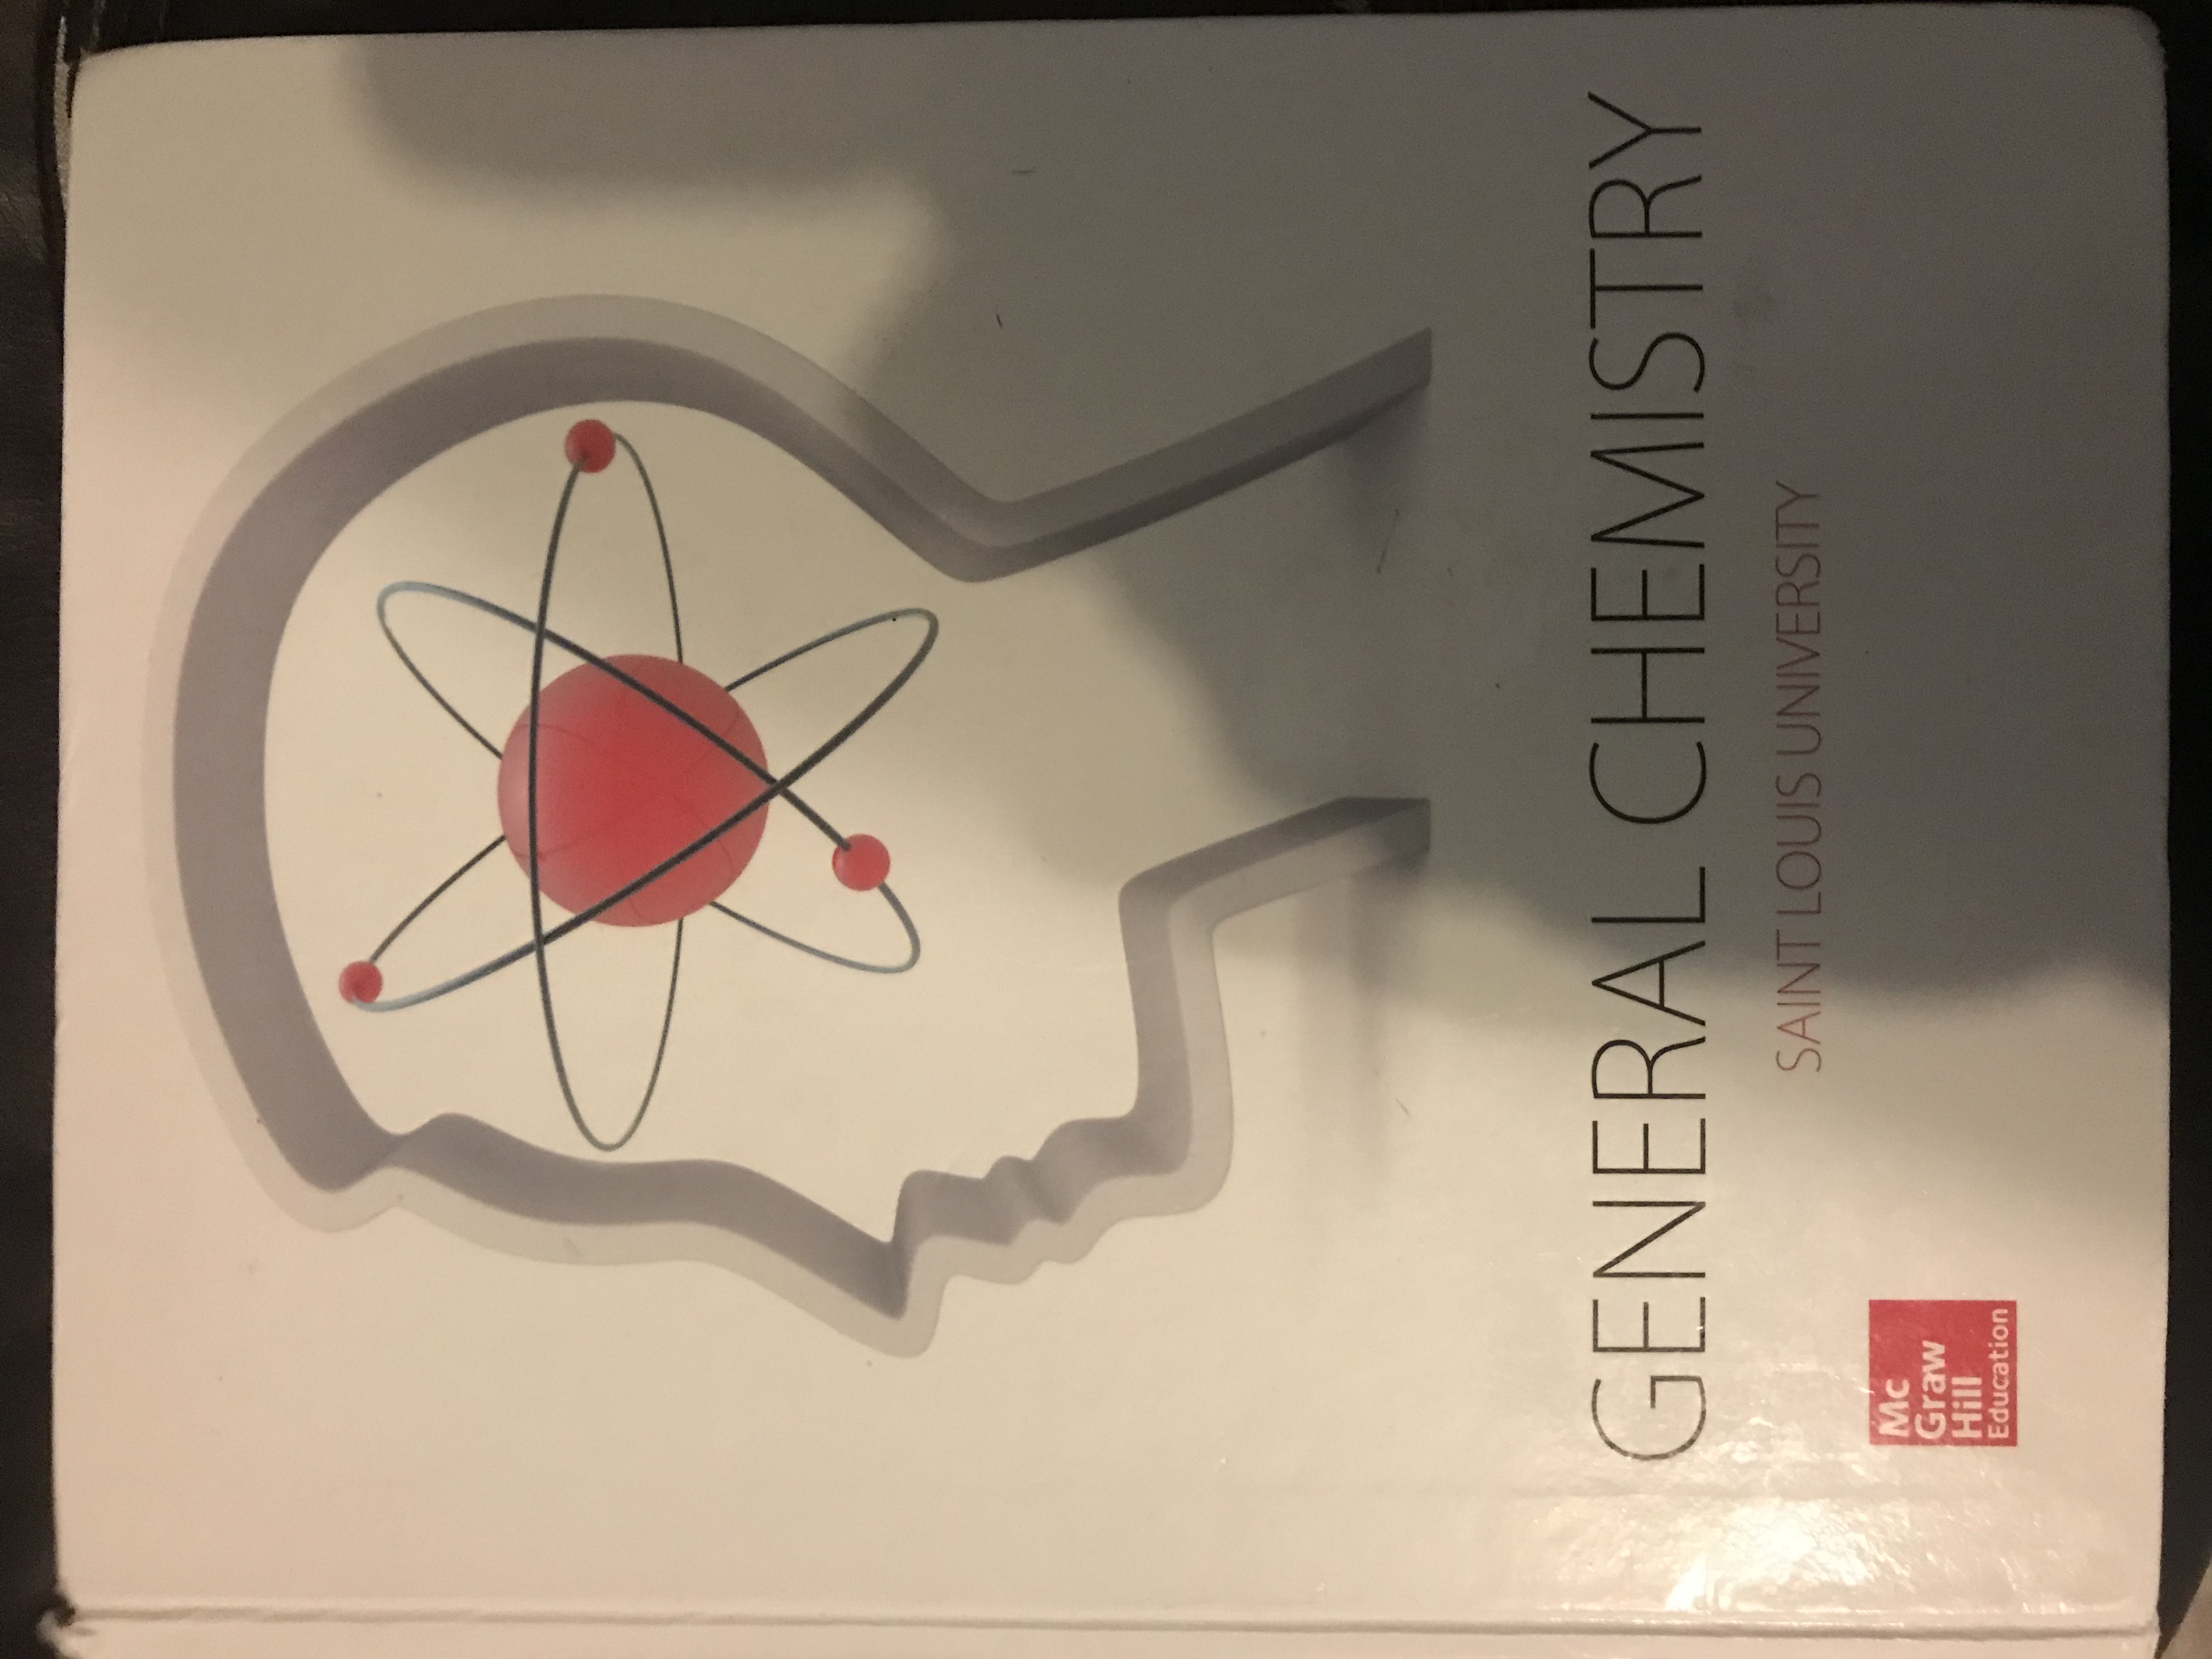 GENERAL CHEMISTRY
SAINT LOUIS UNIVERSITY
Mc
Graw
Hill
Education